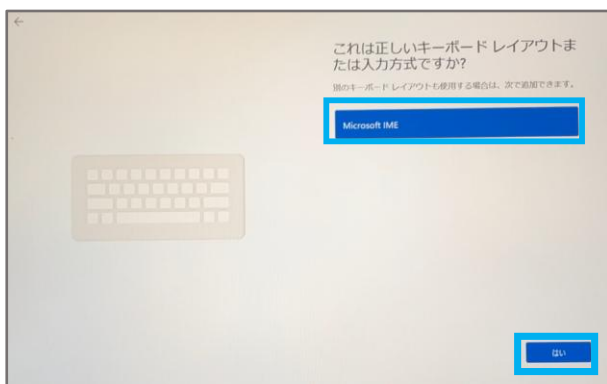 これは正しいキーボード レイアウトま
たは入力方式ですか?
別のキーボード レイアウトも使用する場合は、次で追加できます。
Microsoft IME
はい